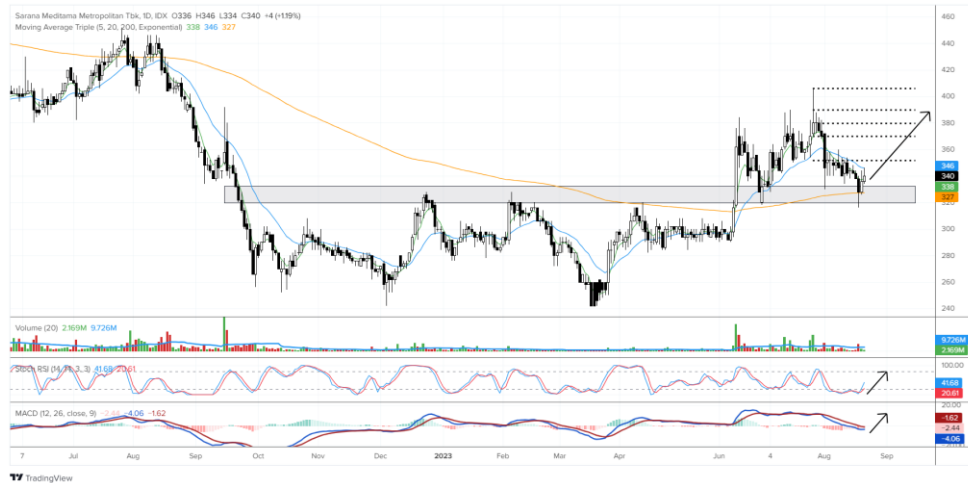 Sarana Meditama Metropolitan Tbk, 1D, IDX O336 H346 L334 C340 +4 (+1.19%)
Moving Average Triple (5, 20, 200, Exponential) 338 346 327
460
440
420
400
380
360
346
340
338
327
320
300
280
260
240
Volume (20) 2.169M 9.726M
9.726M
2.169M
Stoch RSI (14, 14, 3, 3) 41.68 20.61
100.00
41.68
20.61
0.00
MACD (12, 26, close, 9) -2.44 -4.06 -1.62
20.00
-1.62
-2.44
-4.06
7 Jul Aug Sep Oct Nov Dec 2023 Feb Mar Apr Jun 4 Aug Sep
TradingView